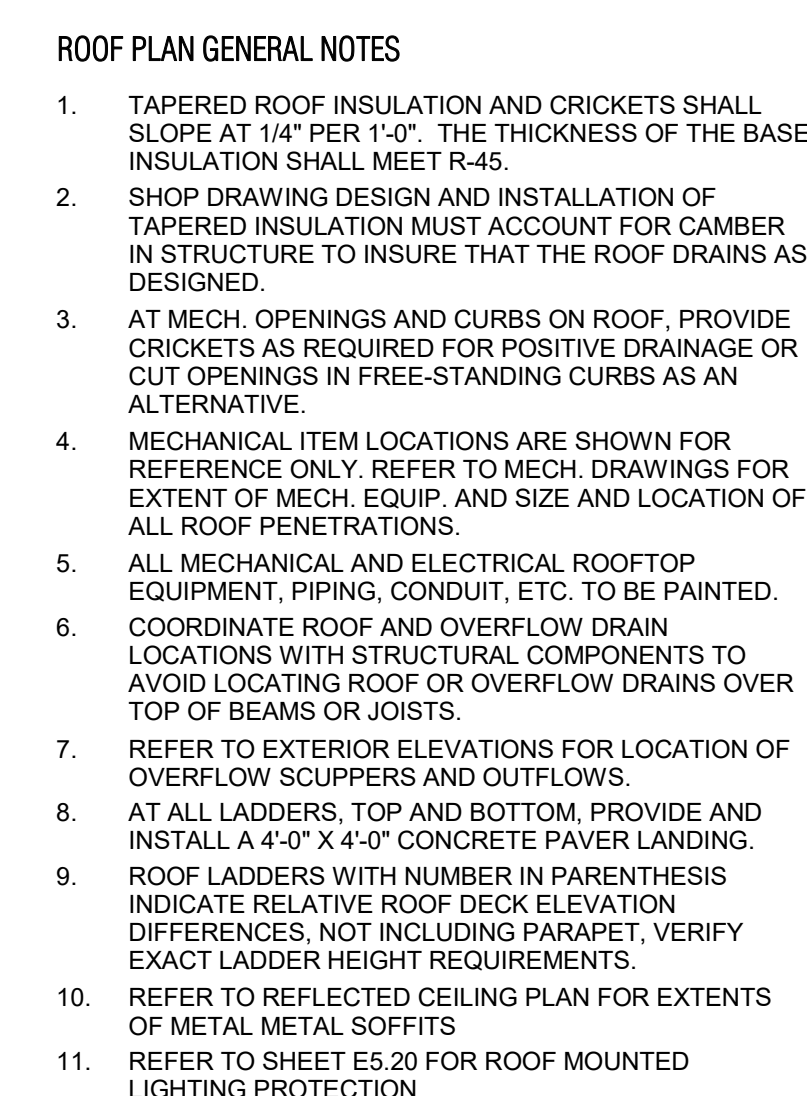 ROOF PLAN GENERAL NOTES
1. TAPERED ROOF INSULATION AND CRICKETS SHALL
SLOPE AT 1/4" PER 1'-0". THE THICKNESS OF THE BASE
INSULATION SHALL MEET R-45.
2. SHOP DRAWING DESIGN AND INSTALLATION OF
TAPERED INSULATION MUST ACCOUNT FOR CAMBER
IN STRUCTURE TO INSURE THAT THE ROOF DRAINS AS
DESIGNED.
3. AT MECH. OPENINGS AND CURBS ON ROOF, PROVIDE
CRICKETS AS REQUIRED FOR POSITIVE DRAINAGE OR
CUT OPENINGS IN FREE-STANDING CURBS AS AN
ALTERNATIVE.
4. MECHANICAL ITEM LOCATIONS ARE SHOWN FOR
REFERENCE ONLY. REFER TO MECH. DRAWINGS FOR
EXTENT OF MECH. EQUIP. AND SIZE AND LOCATION OF
ALL ROOF PENETRATIONS.
5. ALL MECHANICAL AND ELECTRICAL ROOFTOP
EQUIPMENT, PIPING, CONDUIT, ETC. TO BE PAINTED.
6. COORDINATE ROOF AND OVERFLOW DRAIN
LOCATIONS WITH STRUCTURAL COMPONENTS TO
AVOID LOCATING ROOF OR OVERFLOW DRAINS OVER
TOP OF BEAMS OR JOISTS.
7. REFER TO EXTERIOR ELEVATIONS FOR LOCATION OF
OVERFLOW SCUPPERS AND OUTFLOWS.
8. AT ALL LADDERS, TOP AND BOTTOM, PROVIDE AND
INSTALL A 4'-0" X 4'-0" CONCRETE PAVER LANDING.
9. ROOF LADDERS WITH NUMBER IN PARENTHESIS
INDICATE RELATIVE ROOF DECK ELEVATION
DIFFERENCES, NOT INCLUDING PARAPET, VERIFY
EXACT LADDER HEIGHT REQUIREMENTS.
10. REFER TO REFLECTED CEILING PLAN FOR EXTENTS
OF METAL METAL SOFFITS
11. REFER TO SHEET E5.20 FOR ROOF MOUNTED
LIGHTING PROTECTION